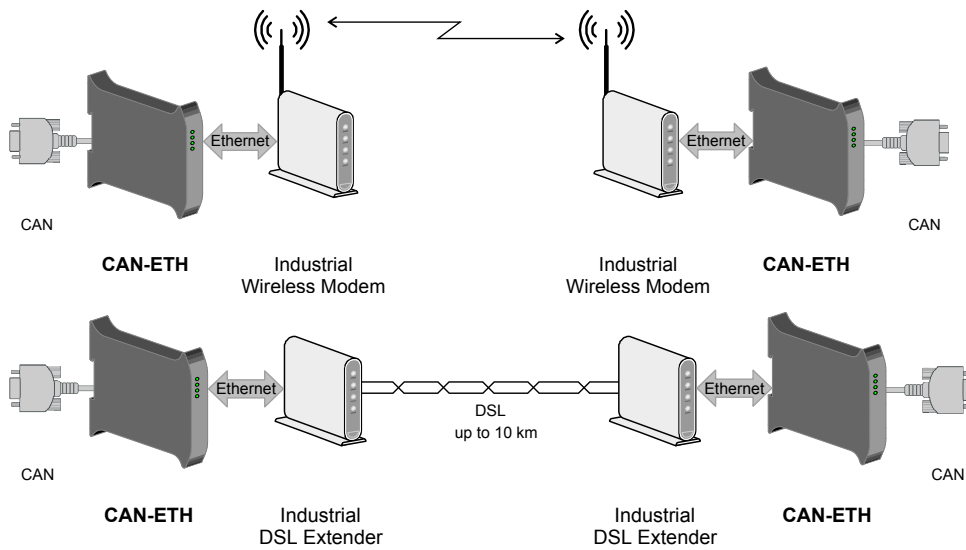 Ethernet
Ethernet
CAN
CAN
CAN-ETH
Industrial
Wireless Modem
Industrial
Wireless Modem
CAN-ETH
Ethernet
Ethernet
DSL
up to 10 km
CAN
CAN
CAN-ETH
Industrial
DSL Extender
Industrial
DSL Extender
CAN-ETH